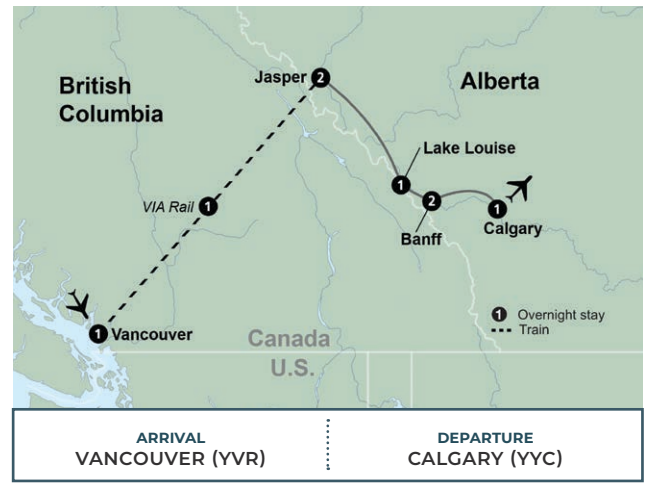 British
Columbia
Jasper 2
Alberta
Lake Louise
1
VIA Rail 1
2
Banff
1
Calgary
1 Vancouver
1 Overnight stay
Train
Canada
U.S.
ARRIVAL
VANCOUVER (YVR)
DEPARTURE
CALGARY (YYC)